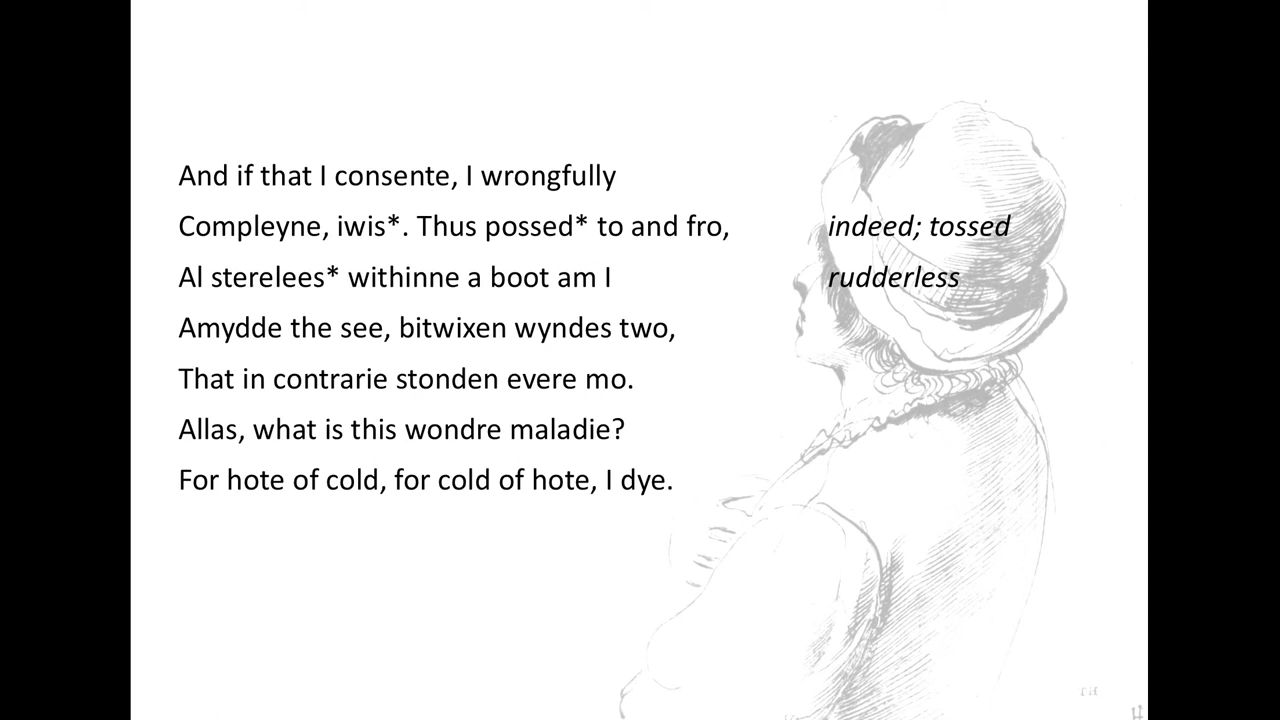 And if that I consente, I wrongfully
Compleyne, iwis*. Thus possed* to and fro, indeed; tossed
Al sterelees* withinne a boot am I rudderless
Amydde the see, bitwixen wyndes two,
That in contrarie stonden evere mo.
Allas, what is this wondre maladie?
For hote of cold, for cold of hote, I dye.